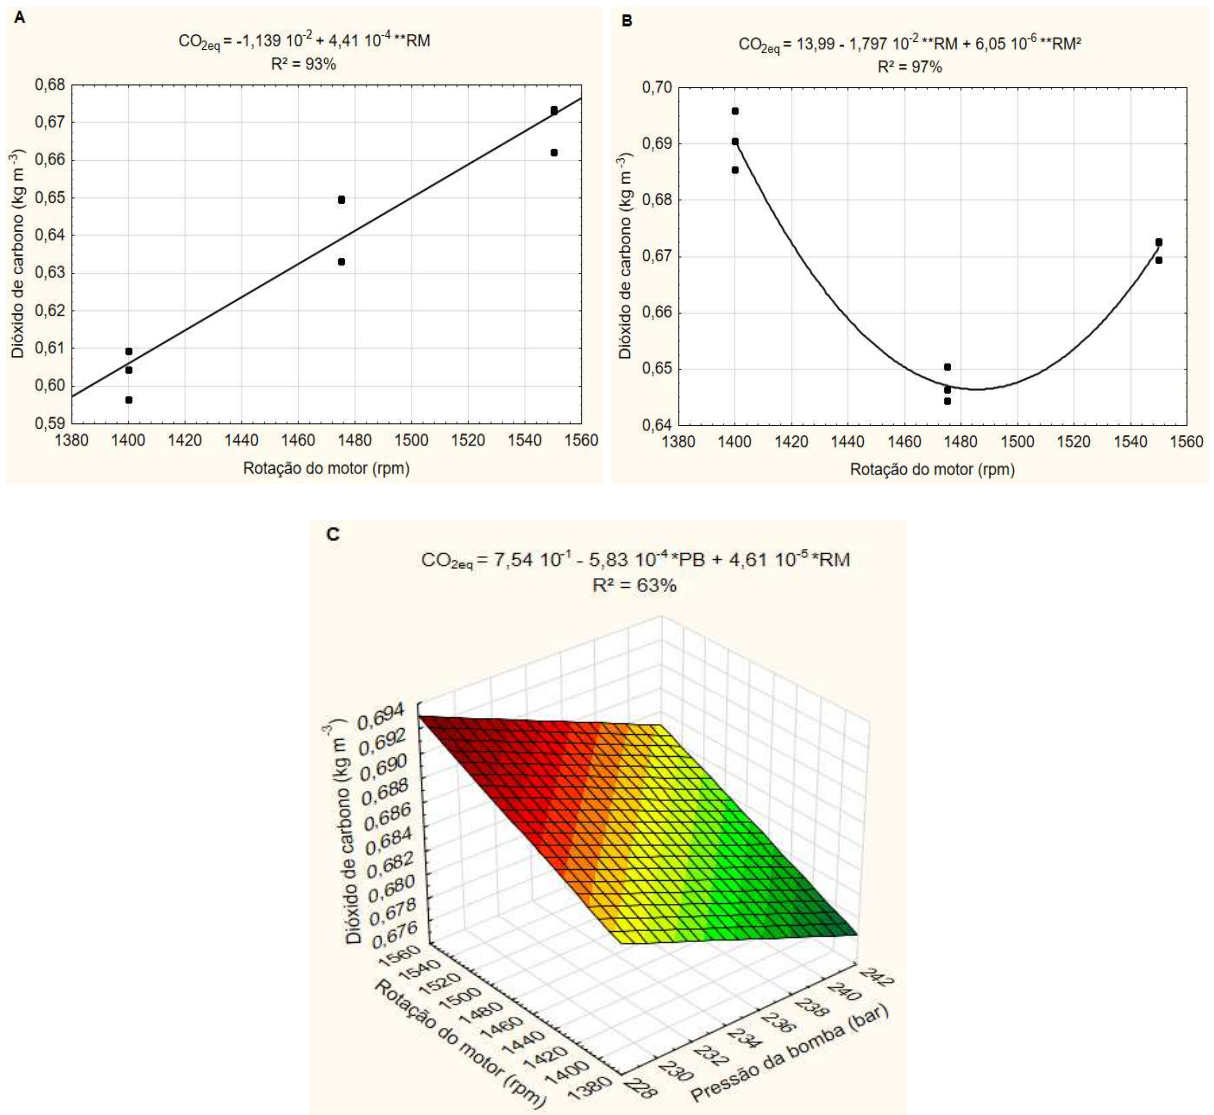 A
CO2eq = -1,139 10-2 + 4,41 10-4 **RM
R² = 93%
0,68
0,67
0,66
0,65
0,64
0,63
0,62
0,61
0,60
0,59
1380 1400 1420 1440 1460 1480 1500 1520 1540 1560
Rotação do motor (rpm)
Dióxido de carbono (kg m -3)
B
CO2eq = 13,99 - 1,797 10-2 **RM + 6,05 10-6 **RM²
R² = 97%
0,70
0,69
0,68
0,67
0,66
0,65
0,64
1380 1400 1420 1440 1460 1480 1500 1520 1540 1560
Rotação do motor (rpm)
Dióxido de carbono (kg m -3)
C
CO2eq = 7,54 10-1 - 5,83 10-4 *PB + 4,61 10-5 *RM
R² = 63%
0,694
0,692
0,690
0,688
0,686
0,684
0,682
0,680
0,678
0,676
Dióxido de carbono (kg m -3)
1560
1540
1520
1500
1480
1460
1440
1420
1400
1380
Rotação do motor (rpm)
228
230
232
234
236
238
240
242
Pressão da bomba (bar)